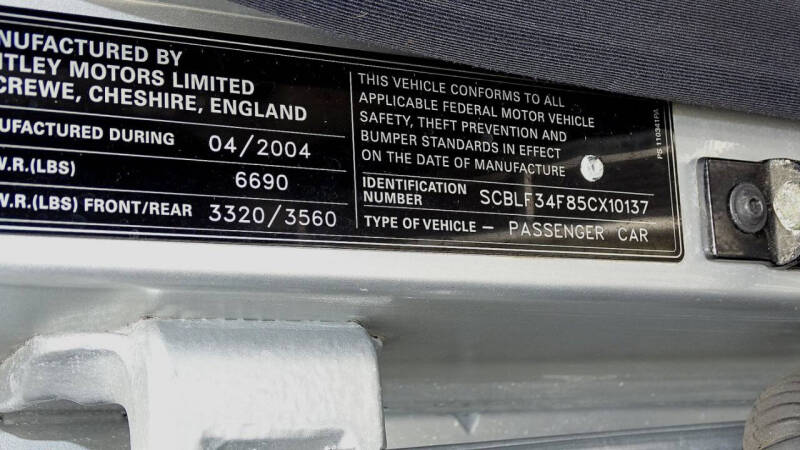 NUFACTURED BY
NTLEY MOTORS LIMITED
CREWE, CHESHIRE, ENGLAND
UFACTURED DURING 04/2004
W.R.(LBS) 6690
W.R.(LBS) FRONT/REAR 3320/3560
THIS VEHICLE CONFORMS TO ALL
APPLICABLE FEDERAL MOTOR VEHICLE
SAFETY, THEFT PREVENTION AND
BUMPER STANDARDS IN EFFECT
ON THE DATE OF MANUFACTURE
IDENTIFICATION
NUMBER SCBLF34F85CX10137
TYPE OF VEHICLE – PASSENGER CAR